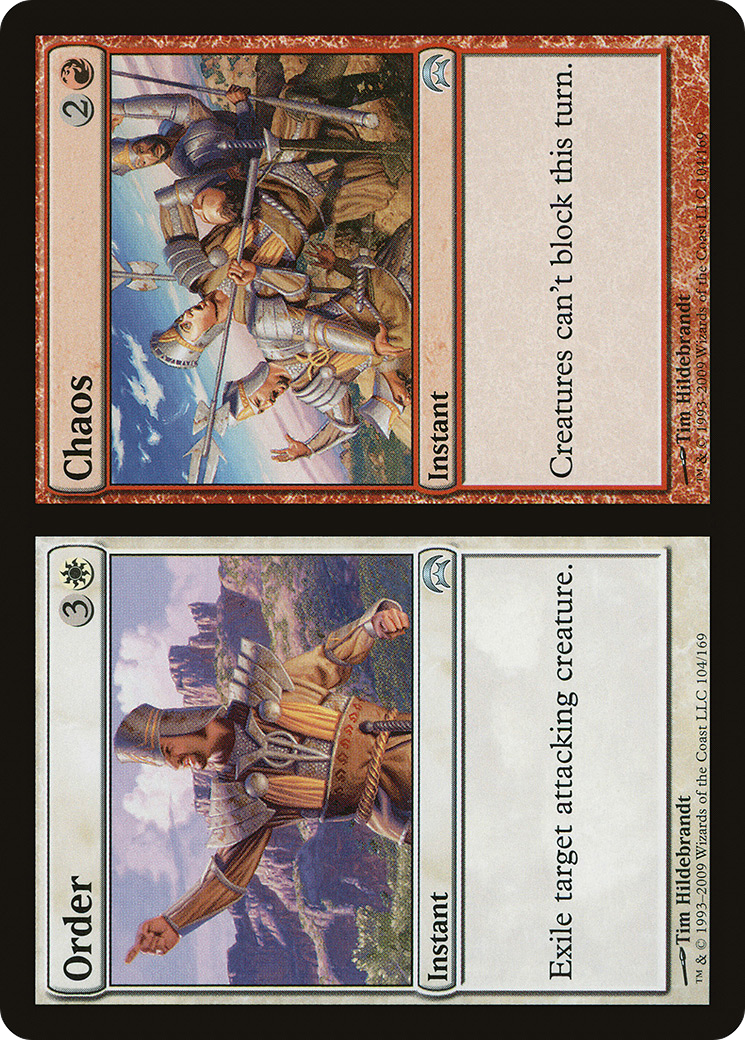 Order 3
Instant
Exile target attacking creature.
Tim Hildebrandt
™ & © 1993–2009 Wizards of the Coast LLC 104/169
Chaos 2
Instant
Creatures can't block this turn.
Tim Hildebrandt
™ & © 1993–2009 Wizards of the Coast LLC 104/169